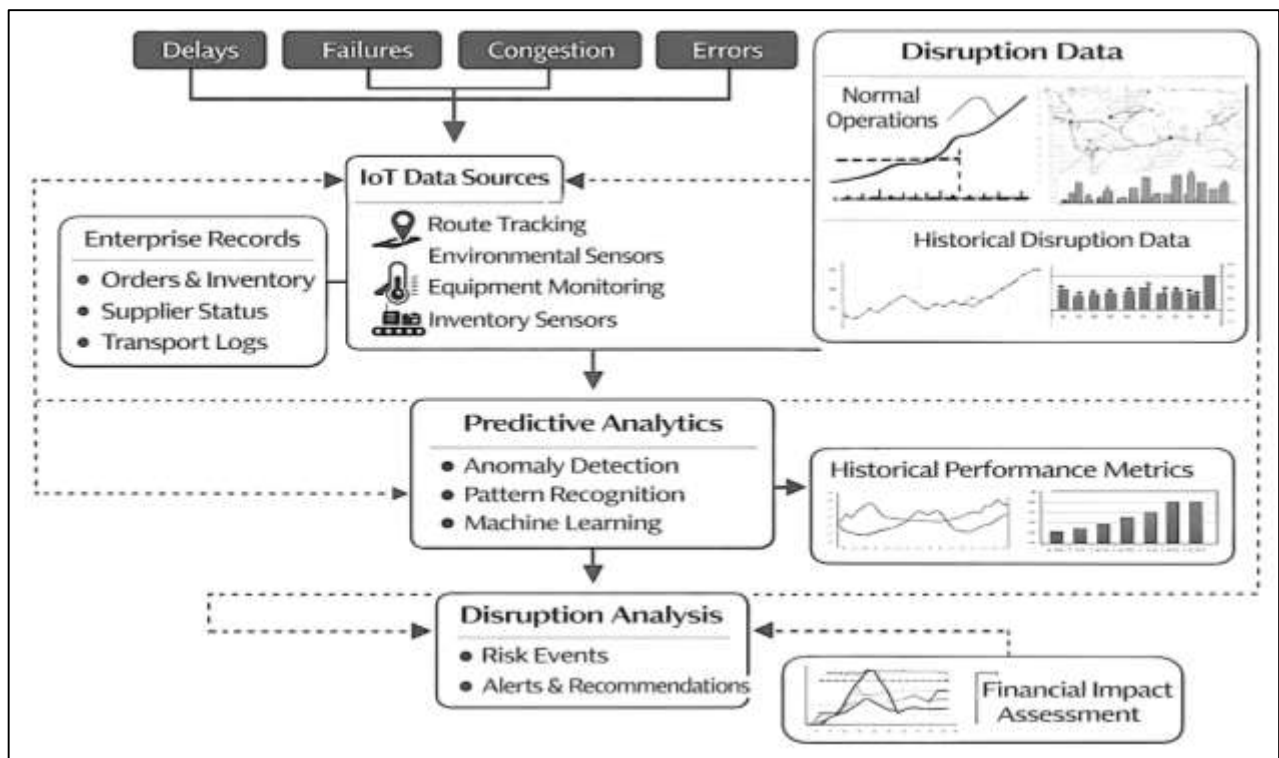 Delays
Failures
Congestion
Errors
Disruption Data
Normal
Operations
Historical Disruption Data
IoT Data Sources
Route Tracking
Environmental Sensors
Equipment Monitoring
Inventory Sensors
Enterprise Records
Orders & Inventory
Supplier Status
Transport Logs
Predictive Analytics
Anomaly Detection
Pattern Recognition
Machine Learning
Historical Performance Metrics
Disruption Analysis
Risk Events
Alerts & Recommendations
Financial Impact
Assessment